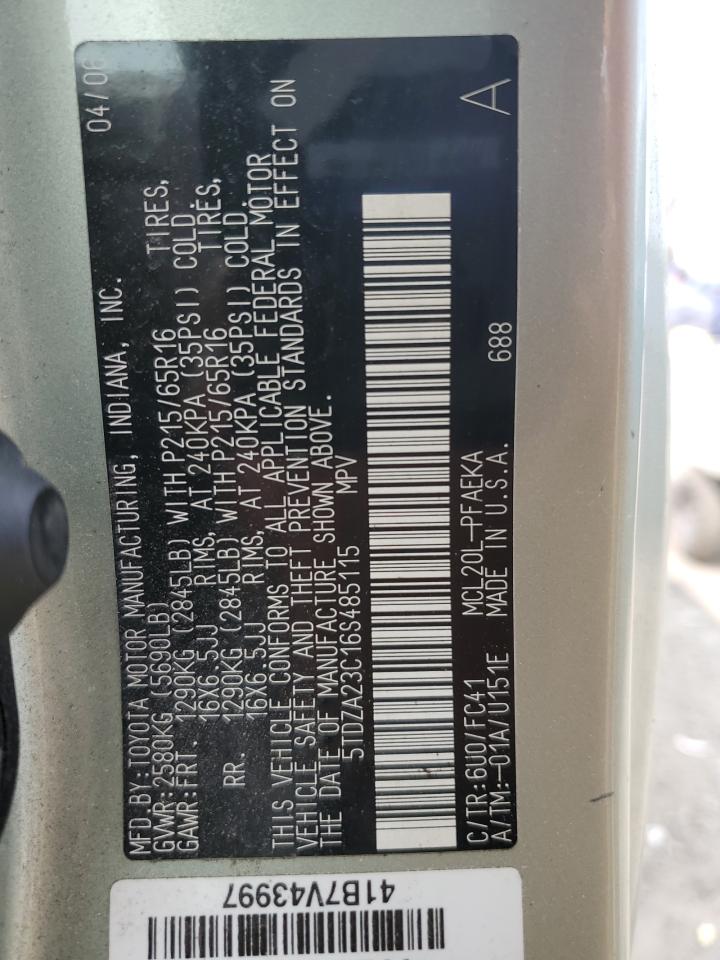 MFD BY:TOYOTA MOTOR MANUFACTURING, INDIANA, INC. 04/06
GVWR:2580KG (5690LB)
GAWR:FRT. 1290KG (2845LB) WITH P215/65R16 TIRES,
16X6.5JJ RIMS, AT 240KPA (35PSI) COLD.
RR. 1290KG (2845LB) WITH P215/65R16 TIRES,
16X6.5JJ RIMS, AT 240KPA (35PSI) COLD
THIS VEHICLE CONFORMS TO ALL APPLICABLE FEDERAL MOTOR
VEHICLE SAFETY AND THEFT PREVENTION STANDARDS IN EFFECT ON
THE DATE OF MANUFACTURE SHOWN ABOVE.
5TDZA23C16S485115 MPV
C/TR:6U0/FC41 MCL20L-PFAEKA A
A/TM:-01A/U151E MADE IN U.S.A. 688
41B7V43997